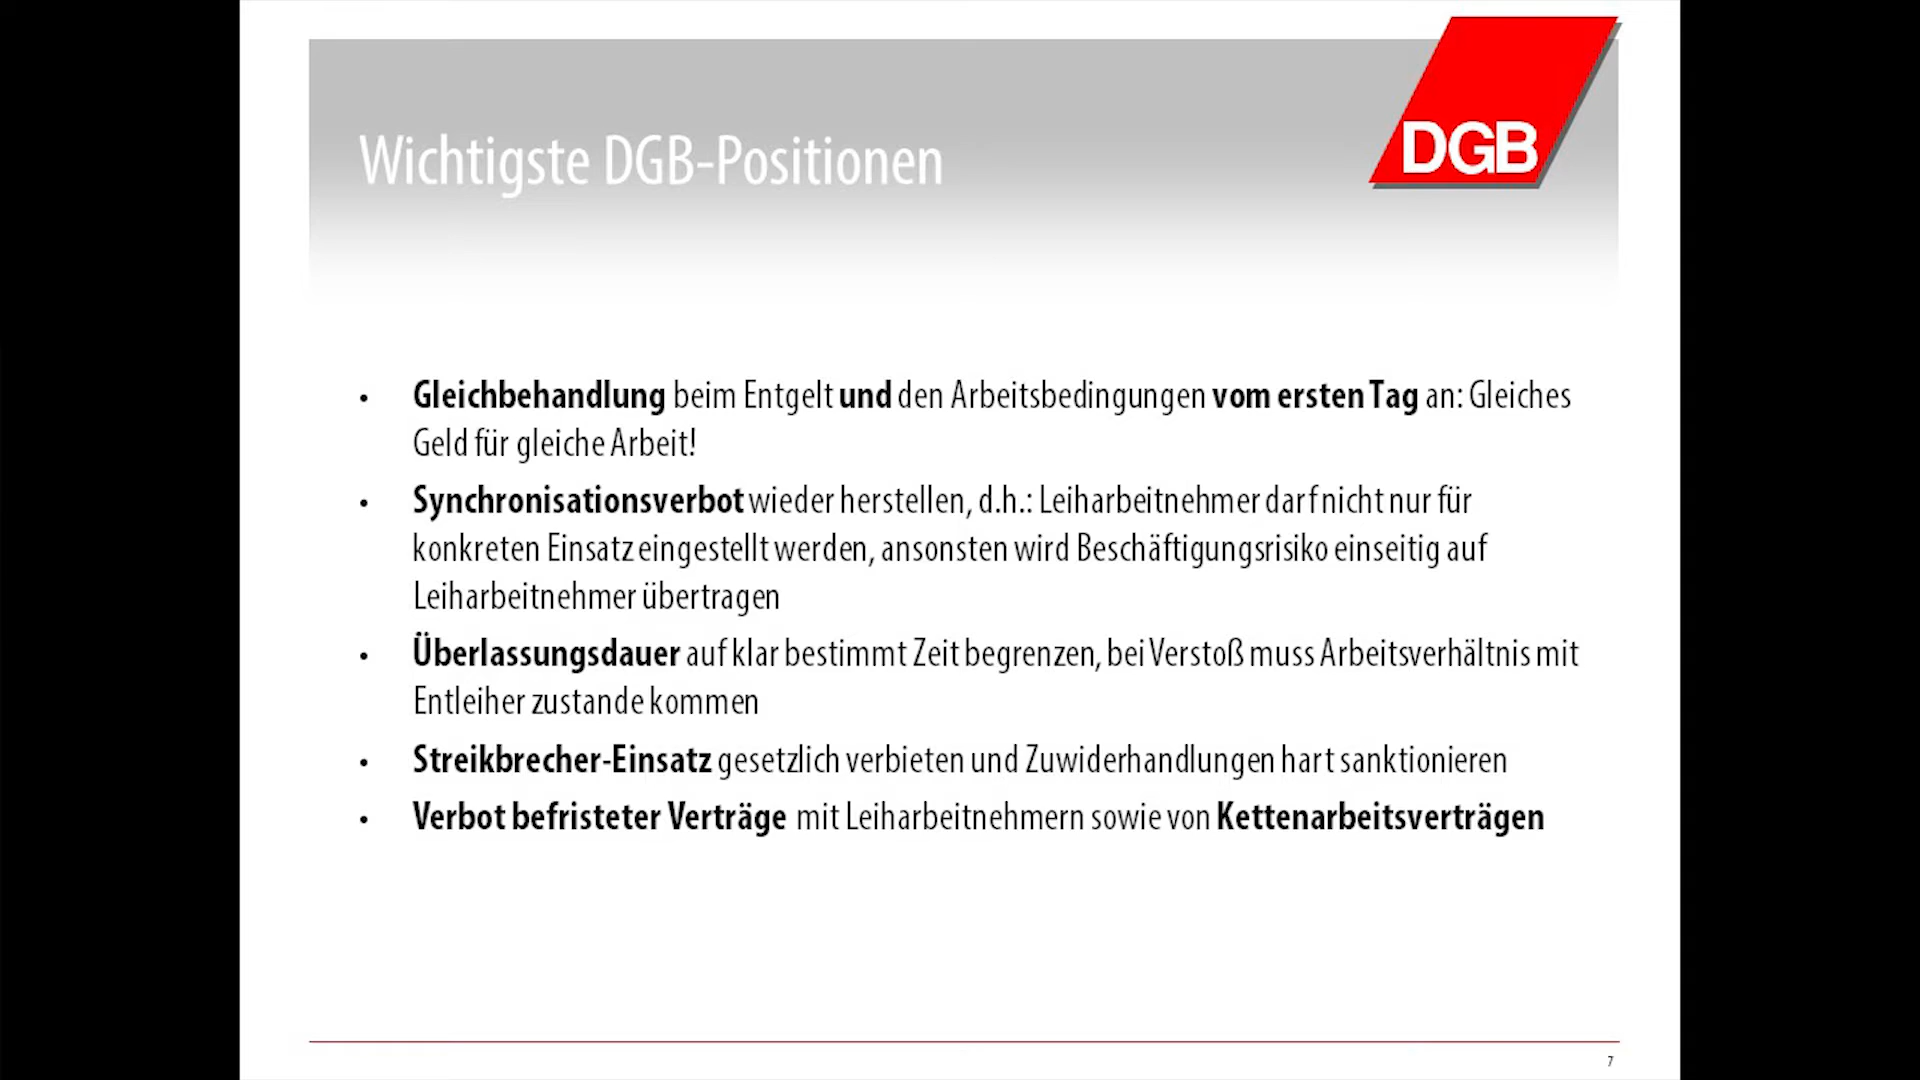 DGB
Wichtigste DGB-Positionen
• Gleichbehandlung beim Entgelt und den Arbeitsbedingungen vom ersten Tag an: Gleiches
Geld für gleiche Arbeit!
• Synchronisationsverbot wieder herstellen, d.h.: Leiharbeitnehmer darf nicht nur für
konkreten Einsatz eingestellt werden, ansonsten wird Beschäftigungsrisiko einseitig auf
Leiharbeitnehmer übertragen
• Überlassungsdauer auf klar bestimmt Zeit begrenzen, bei Verstoß muss Arbeitsverhältnis mit
Entleiher zustande kommen
• Streikbrecher-Einsatz gesetzlich verbieten und Zuwiderhandlungen hart sanktionieren
• Verbot befristeter Verträge mit Leiharbeitnehmern sowie von Kettenarbeitsverträgen
7